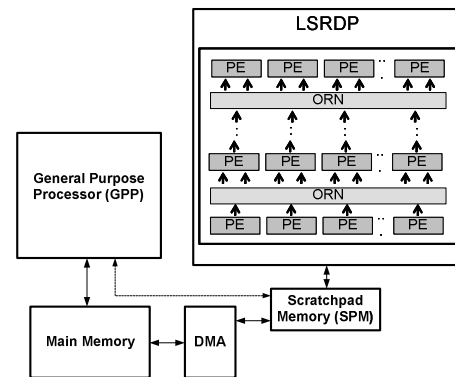 LSRDP
PE PE PE PE
ORN
PE PE PE PE
ORN
PE PE PE PE
General Purpose
Processor (GPP)
Scratchpad
Memory (SPM)
Main Memory
DMA